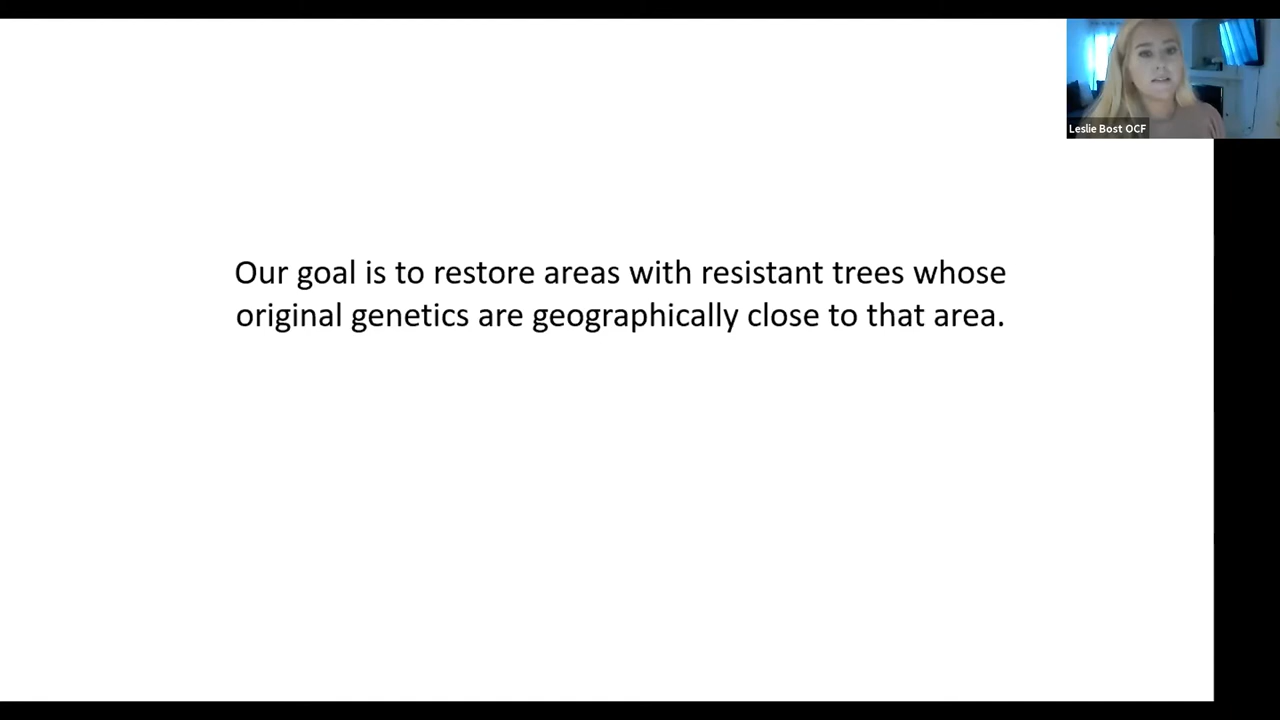 Leslie Bost OCF
Our goal is to restore areas with resistant trees whose
original genetics are geographically close to that area.